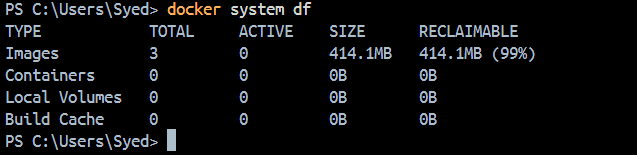 PS C:\Users\Syed> docker system df
TYPE TOTAL ACTIVE SIZE RECLAIMABLE
Images 3 0 414.1MB 414.1MB (99%)
Containers 0 0 0B 0B
Local Volumes 0 0 0B 0B
Build Cache 0 0 0B 0B
PS C:\Users\Syed>